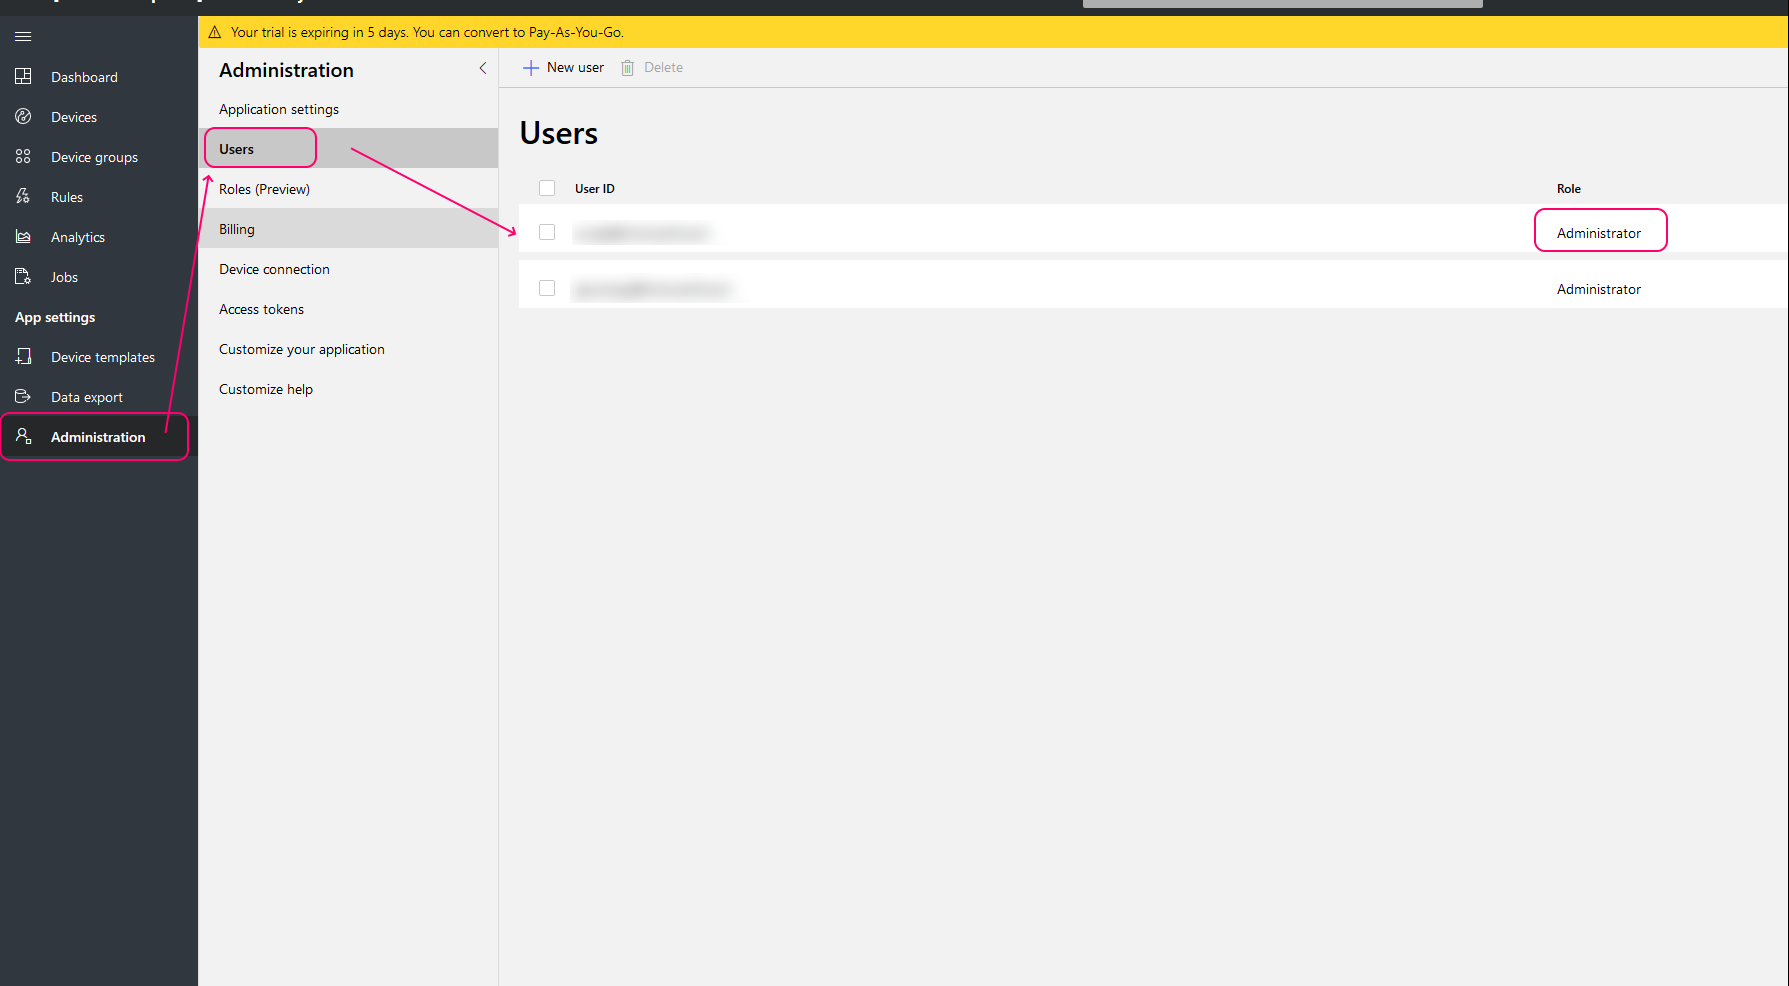 Your trial is expiring in 5 days. You can convert to Pay-As-You-Go.
Dashboard
Devices
Device groups
Rules
Analytics
Jobs
App settings
Device templates
Data export
Administration
Administration
Application settings
Users
Roles (Preview)
Billing
Device connection
Access tokens
Customize your application
Customize help
New user
Delete
Users
User ID
Role
Administrator
Administrator